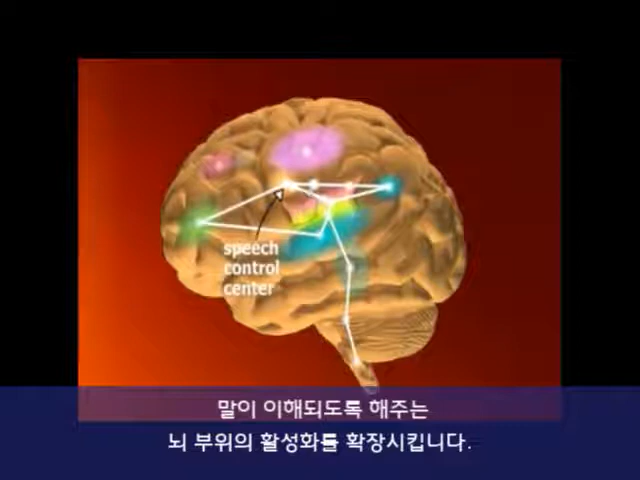 speech
control
center
말이 이해되도록 해주는
뇌 부위의 활성화를 확장시킵니다.